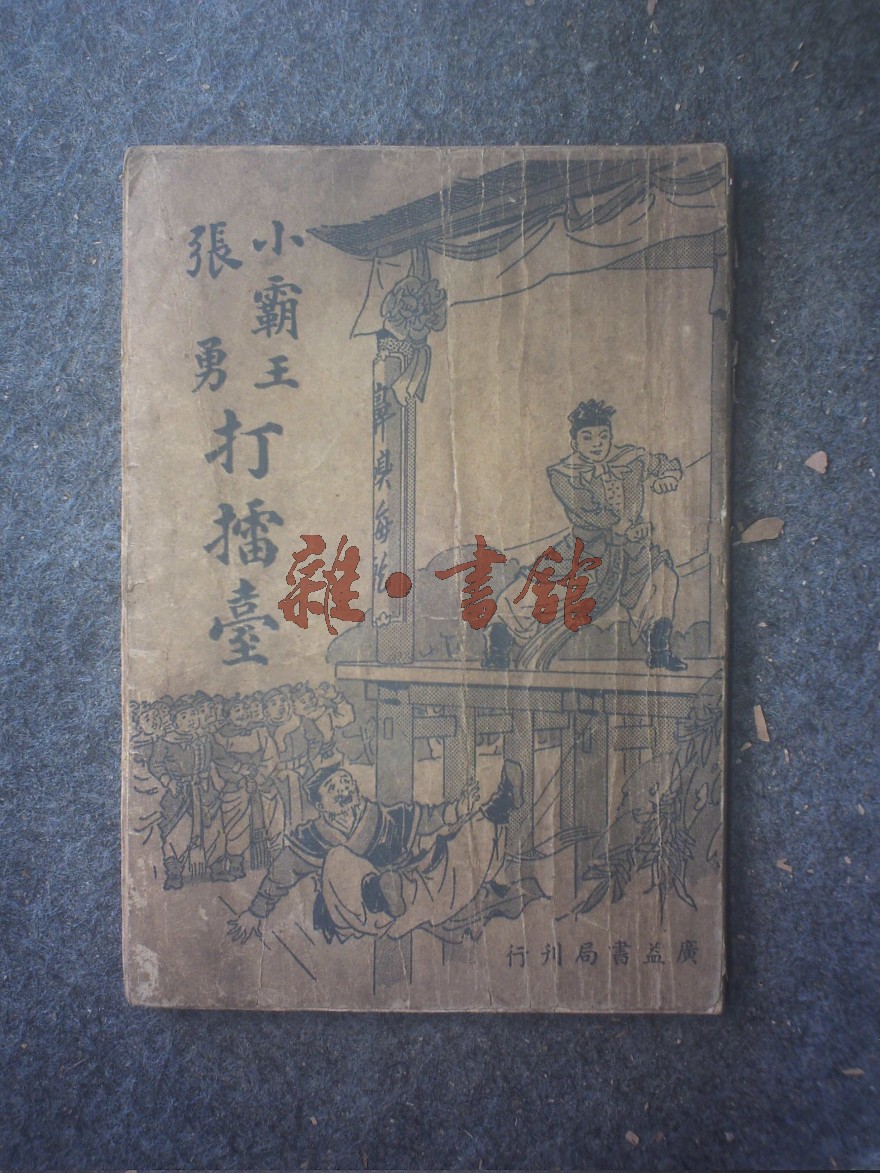 小霸王
張勇
打擂臺
雜·書館
廣益書局刊行